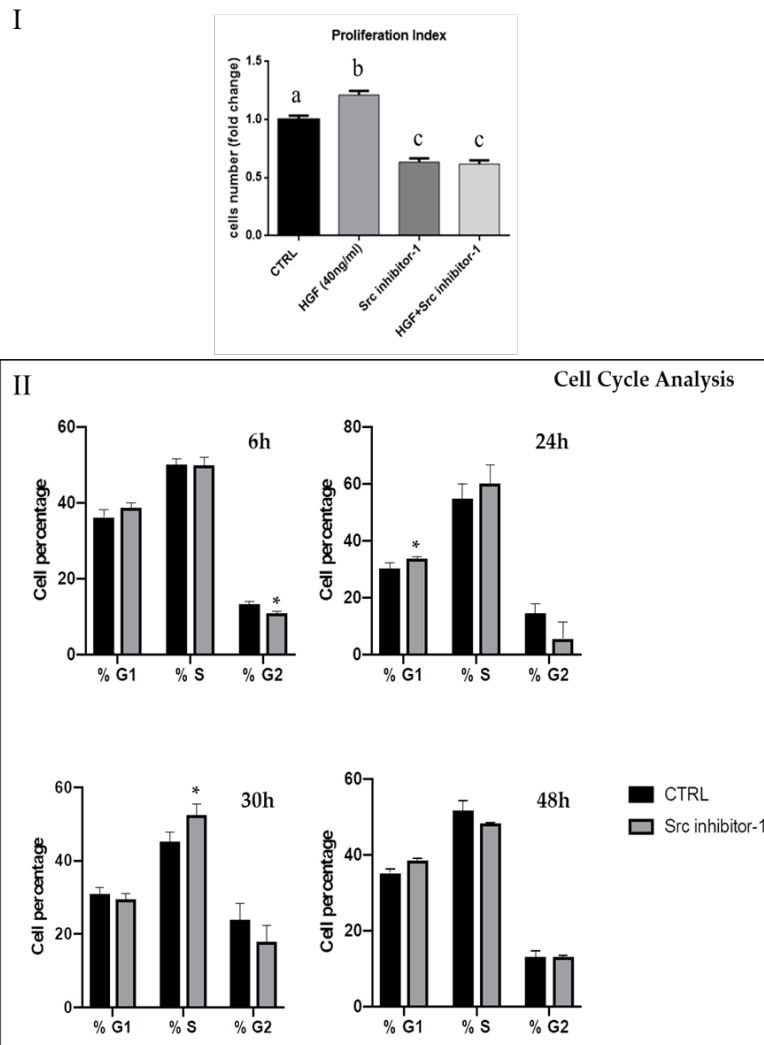 I
Proliferation Index
cells number (fold change)
1.5
1.0
0.5
0.0
a
b
c
c
CTRL
HGF (40ng/ml)
Src inhibitor-1
HGF+Src inhibitor-1
II
Cell Cycle Analysis
6h
Cell percentage
60
40
20
0
*
% G1
% S
% G2
24h
Cell percentage
80
60
40
20
0
*
% G1
% S
% G2
30h
Cell percentage
60
40
20
0
*
% G1
% S
% G2
48h
Cell percentage
60
40
20
0
% G1
% S
% G2
CTRL
Src inhibitor-1